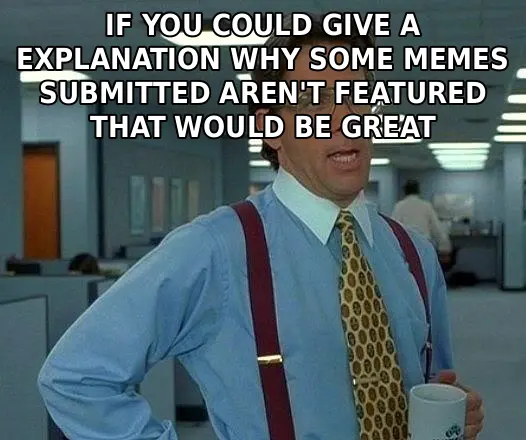 IF YOU COULD GIVE A
EXPLANATION WHY SOME MEMES
SUBMITTED AREN'T FEATURED
THAT WOULD BE GREAT